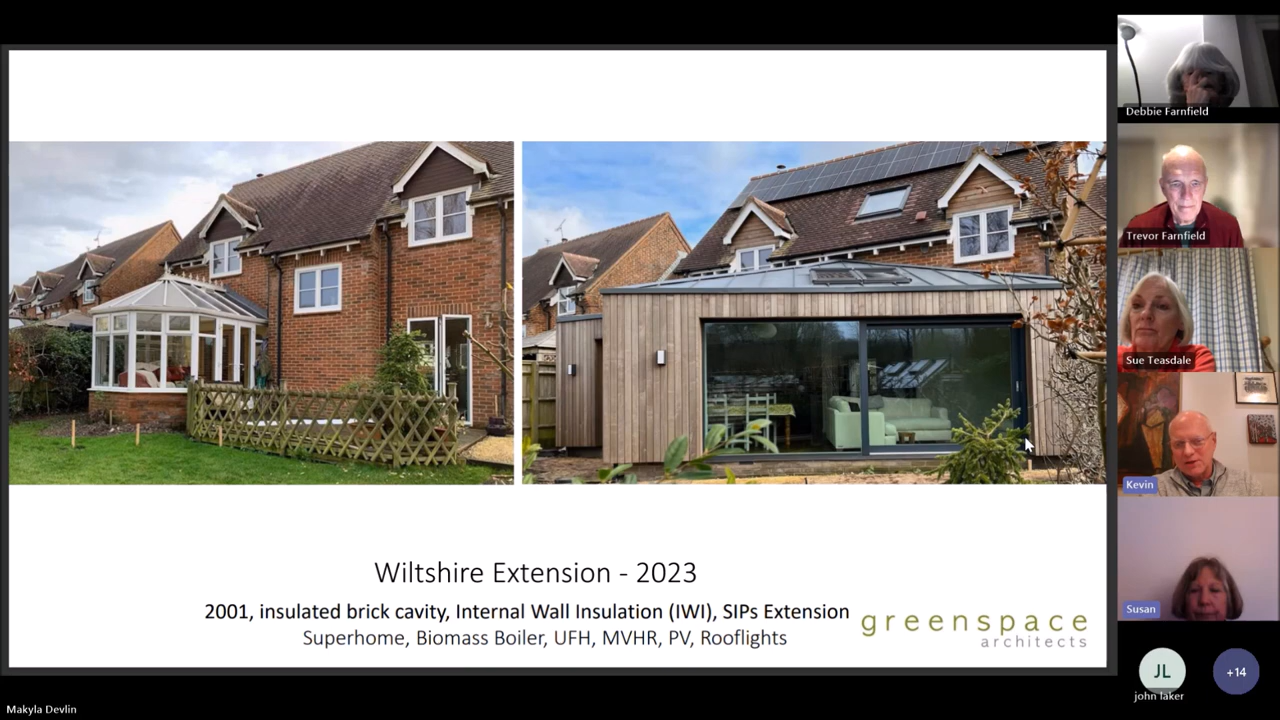 Wiltshire Extension - 2023
2001, insulated brick cavity, Internal Wall Insulation (IWI), SIPs Extension
Superhome, Biomass Boiler, UFH, MVHR, PV, Rooflights
greenspace
architects
Debbie Farnfield
Trevor Farnfield
Sue Teasdale
Kevin
Susan
JL
+14
john laker
Makyla Devlin